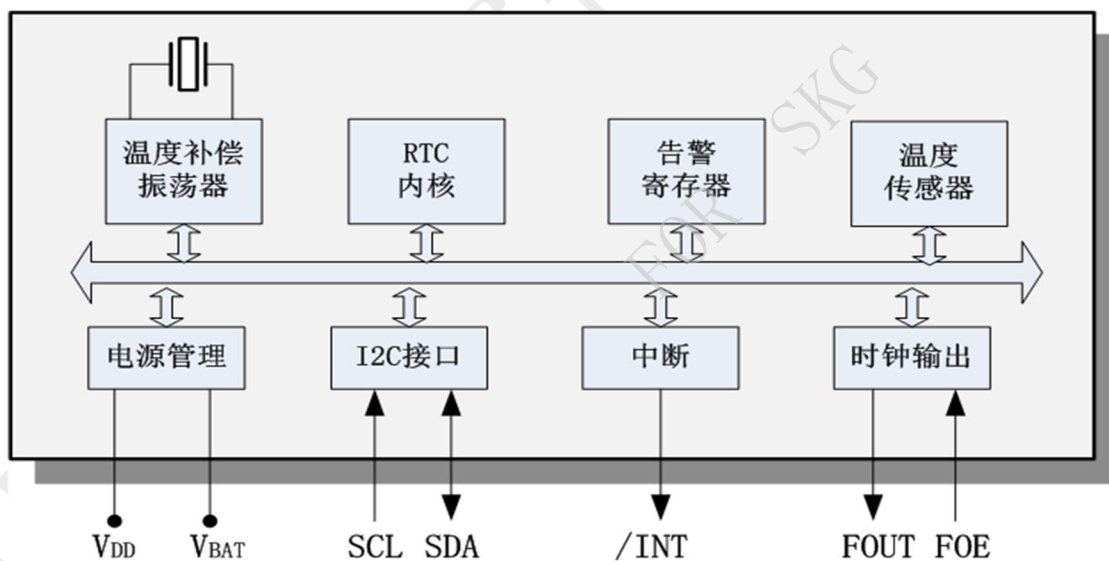 温度补偿
振荡器
RTC
内核
告警
寄存器
温度
传感器
电源管理
I2C接口
中断
时钟输出
VDD
VBAT
SCL
SDA
/INT
FOUT
FOE
FOR SKG